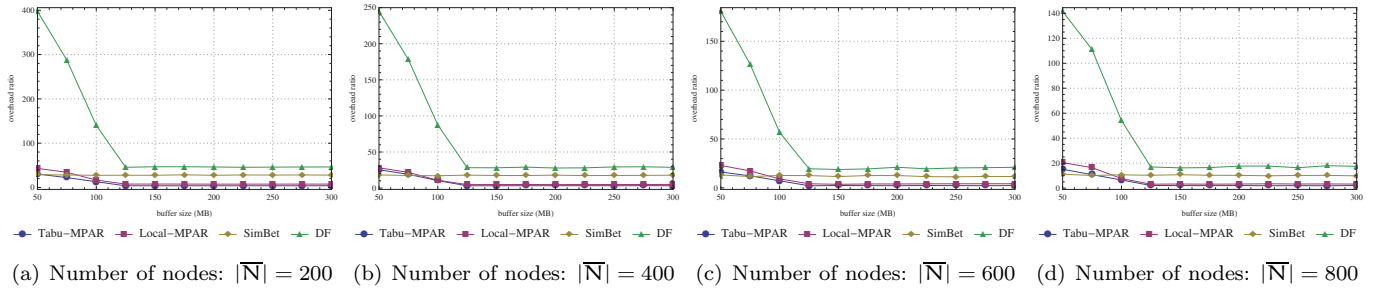 400
300
200
100
0
overhead ratio
50 100 150 200 250 300
buffer size (MB)
Tabu-MPAR Local-MPAR SimBet DF
(a) Number of nodes: |N̅| = 200
250
200
150
100
50
0
overhead ratio
50 100 150 200 250 300
buffer size (MB)
Tabu-MPAR Local-MPAR SimBet DF
(b) Number of nodes: |N̅| = 400
150
100
50
0
overhead ratio
50 100 150 200 250 300
buffer size (MB)
Tabu-MPAR Local-MPAR SimBet DF
(c) Number of nodes: |N̅| = 600
140
120
100
80
60
40
20
0
overhead ratio
50 100 150 200 250 300
buffer size (MB)
Tabu-MPAR Local-MPAR SimBet DF
(d) Number of nodes: |N̅| = 800